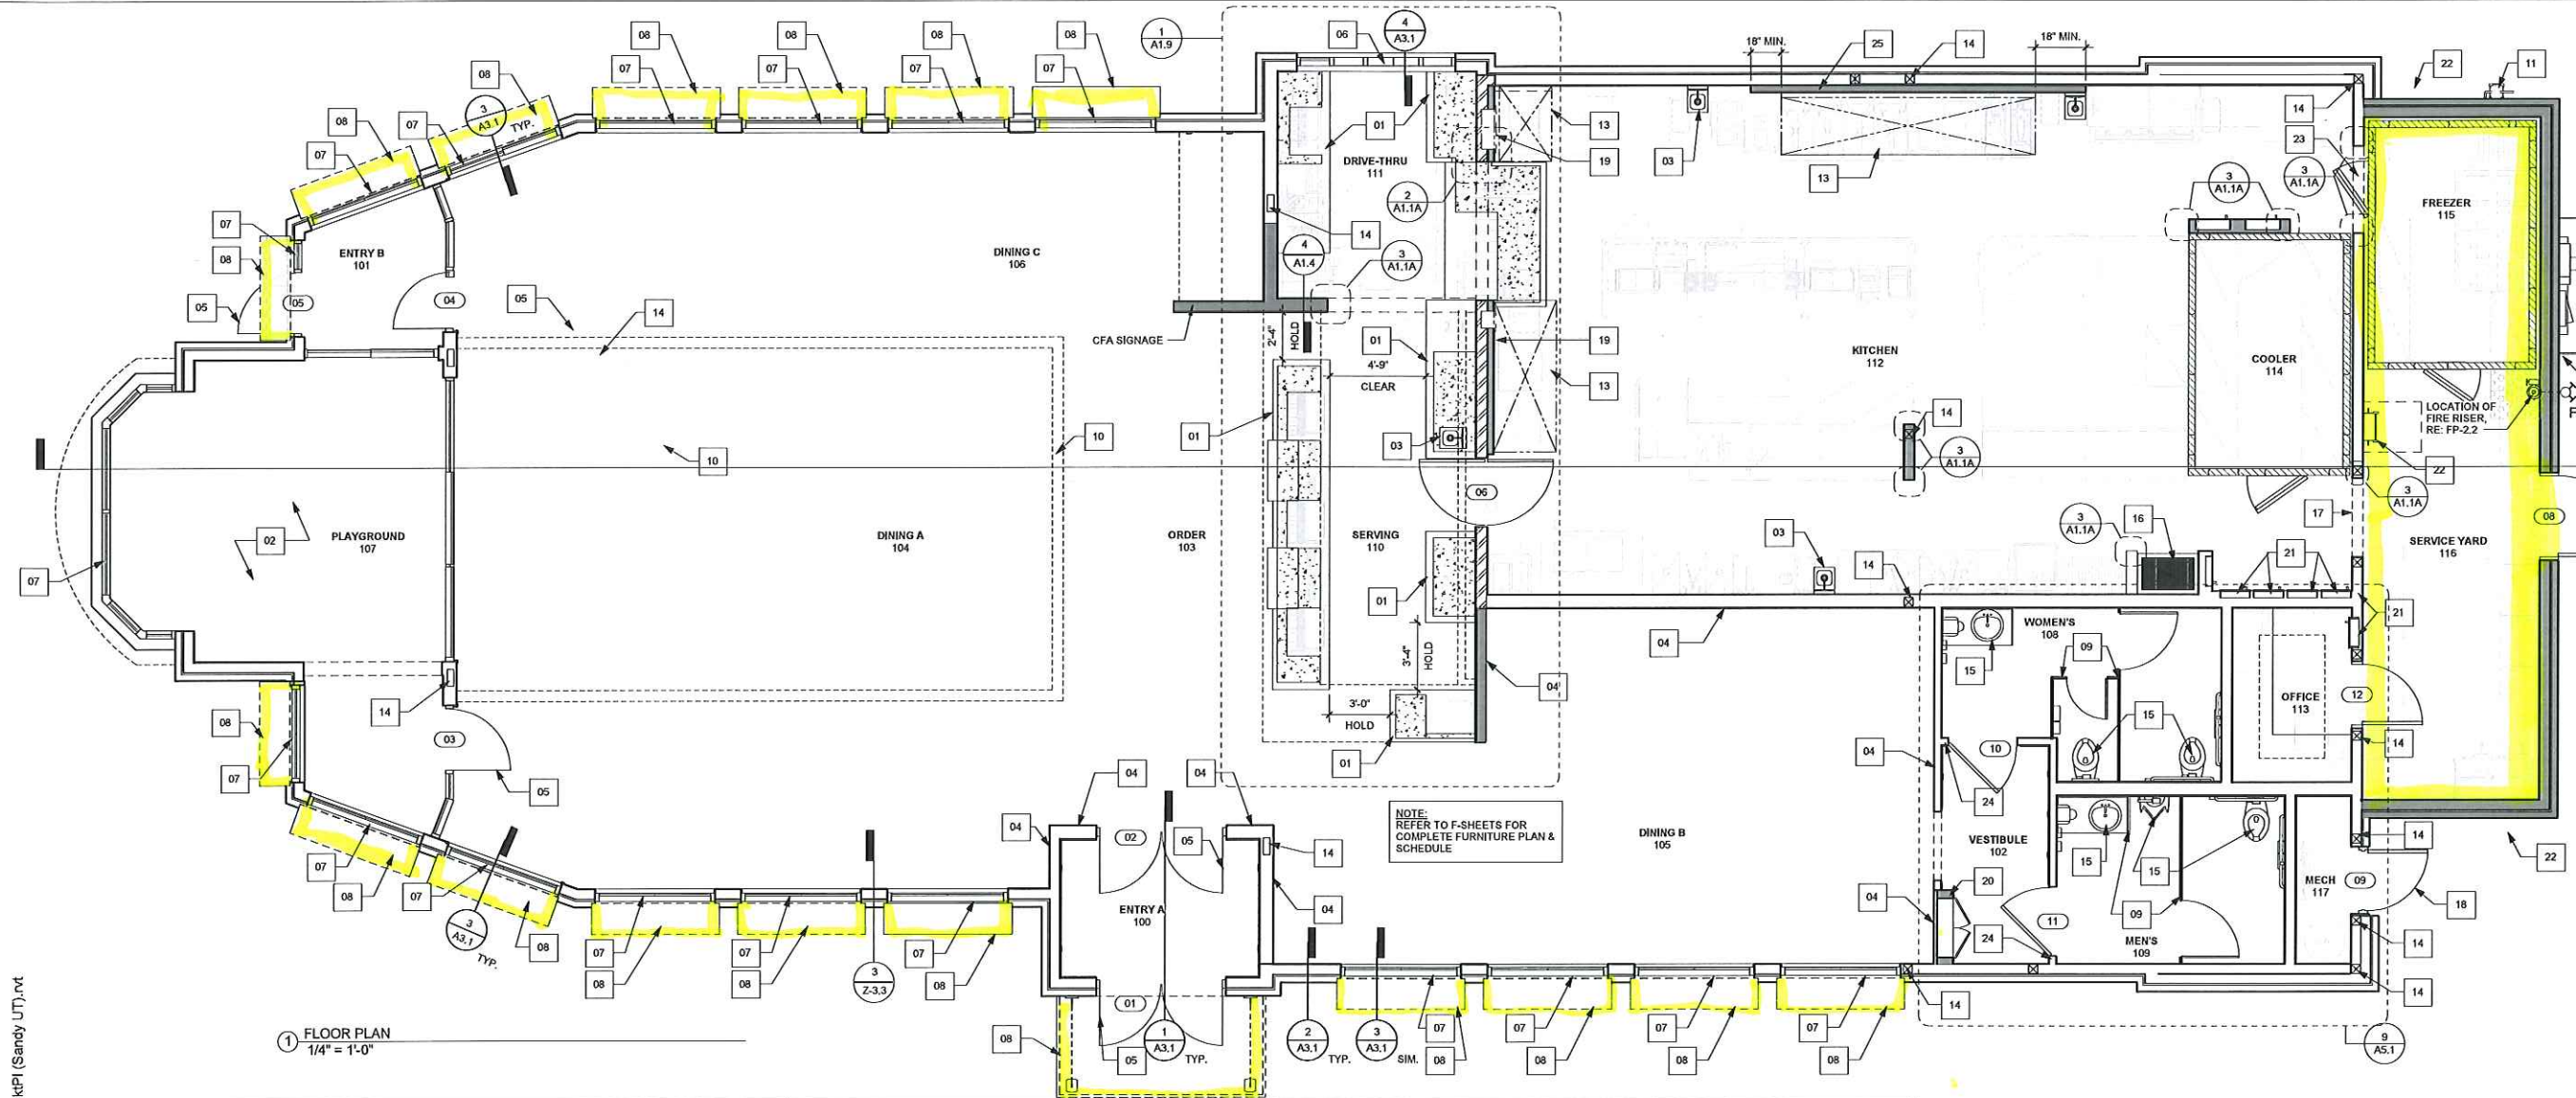 08
08
08
08
1
A1.9
06
4
A3.1
18" MIN.
25
14
18" MIN.
22
11
07
07
07
07
08
3
A3.1
TYP.
08
07
07
01
DRIVE-THRU
111
13
19
03
13
14
23
3
A1.1A
3
A1.1A
2
A1.1A
FREEZER
115
07
08
05
ENTRY B
101
05
04
05
14
DINING C
106
14
4
A1.4
3
A1.1A
CFA SIGNAGE
2'-4"
HOLD
01
4'-9"
CLEAR
19
13
KITCHEN
112
COOLER
114
LOCATION OF
FIRE RISER,
RE: FP-2.2
10
10
01
03
14
3
A1.1A
22
3
A1.1A
06
07
02
PLAYGROUND
107
DINING A
104
ORDER
103
SERVING
110
03
14
3
A1.1A
16
17
21
08
SERVICE YARD
116
01
04
3'-4"
HOLD
WOMEN'S
108
09
15
21
04
OFFICE
113
12
14
08
07
14
03
05
3'-0"
HOLD
01
04
04
10
15
14
24
04
04
02
05
14
NOTE:
REFER TO F-SHEETS FOR
COMPLETE FURNITURE PLAN &
SCHEDULE
DINING B
105
VESTIBULE
102
15
15
14
22
MECH
117
09
18
07
08
07
3
A3.1
TYP.
08
ENTRY A
100
04
04
20
24
11
09
MEN'S
109
14
07
07
07
08
08
08
3
Z-3.3
01
14
14
FLOOR PLAN
1
1/4" = 1'-0"
08
05
1
A3.1
TYP.
2
A3.1
TYP.
3
A3.1
SIM.
07
07
07
07
08
08
08
08
9
A5.1
ktPl (Sandy UT).rvt